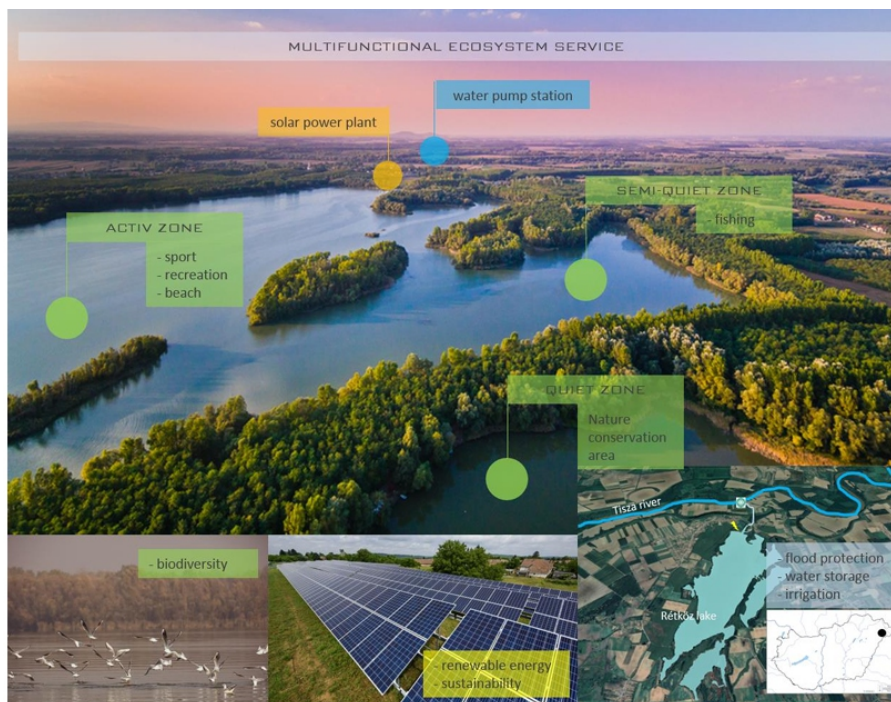 MULTIFUNCTIONAL ECOSYSTEM SERVICE
water pump station
solar power plant
SEMI-QUIET ZONE
- fishing
ACTIV ZONE
- sport
- recreation
- beach
QUIET ZONE
Nature
conservation
area
Tisza river
- biodiversity
- flood protection
- water storage
- irrigation
Rétköz lake
- renewable energy
- sustainability